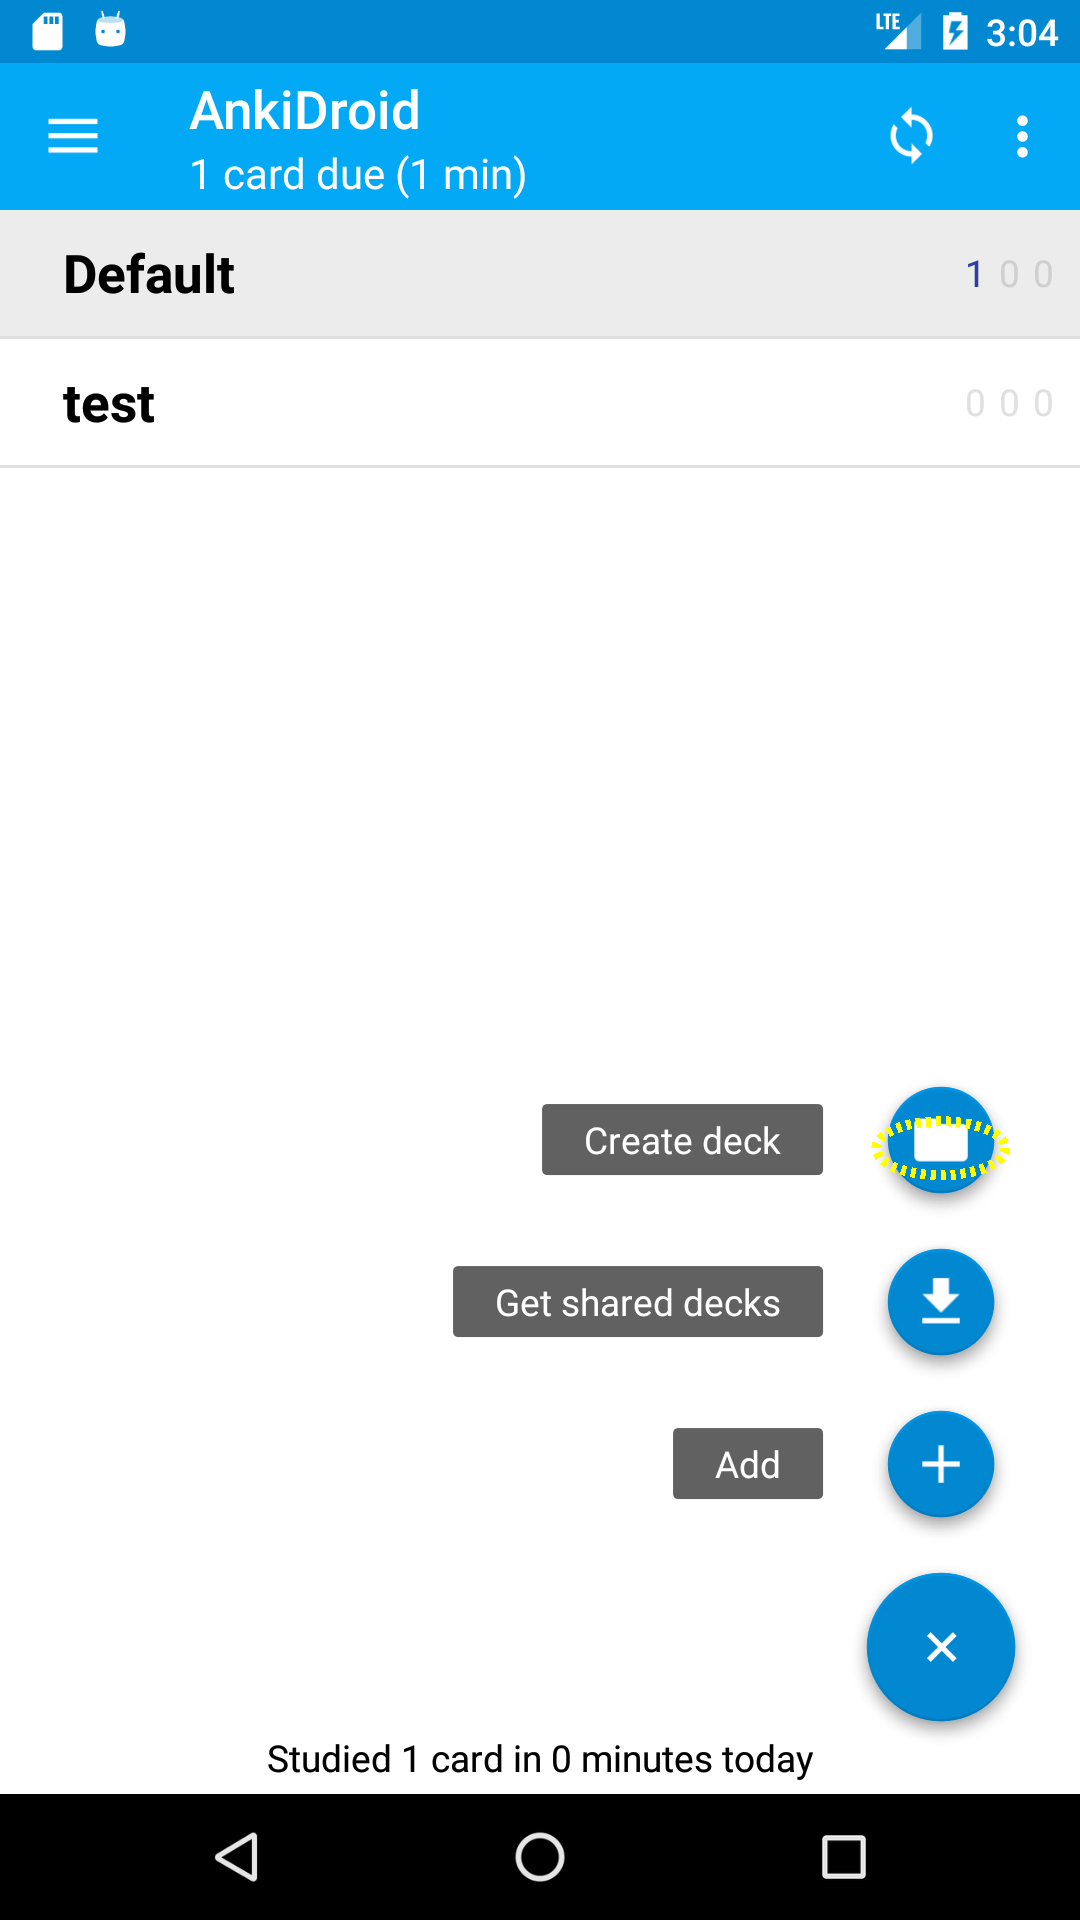 LTE 3:04
AnkiDroid
1 card due (1 min)
Default 1 0 0
test 0 0 0
Create deck
Get shared decks
Add
Studied 1 card in 0 minutes today